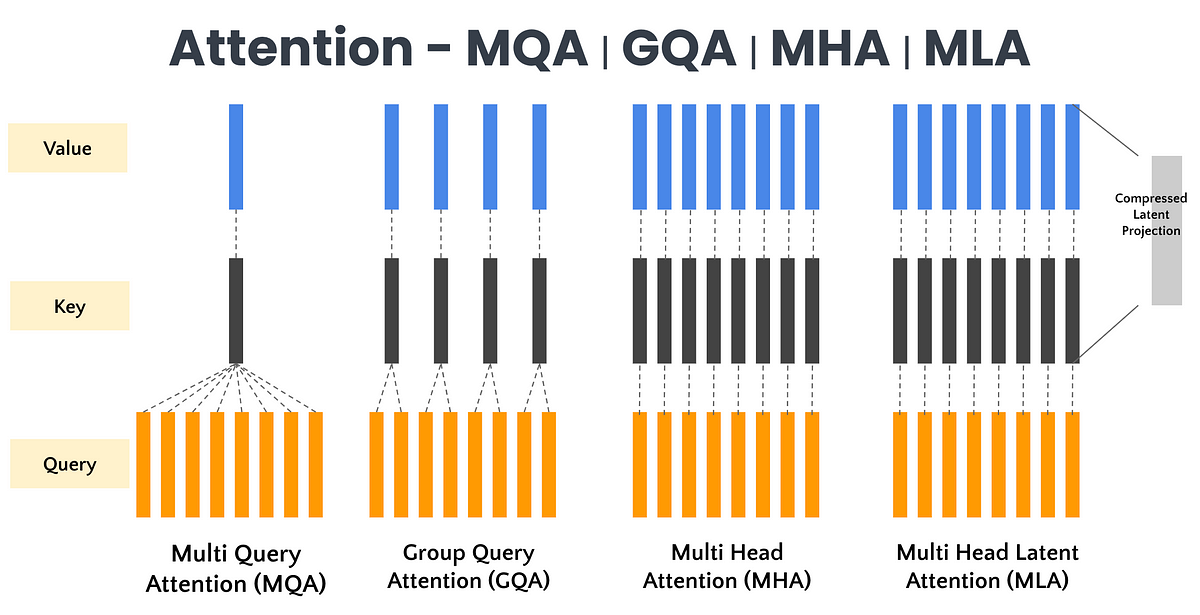 Attention - MQA | GQA | MHA | MLA
Value
Compressed
Latent
Projection
Key
Query
Multi Query
Attention (MQA)
Group Query
Attention (GQA)
Multi Head
Attention (MHA)
Multi Head Latent
Attention (MLA)